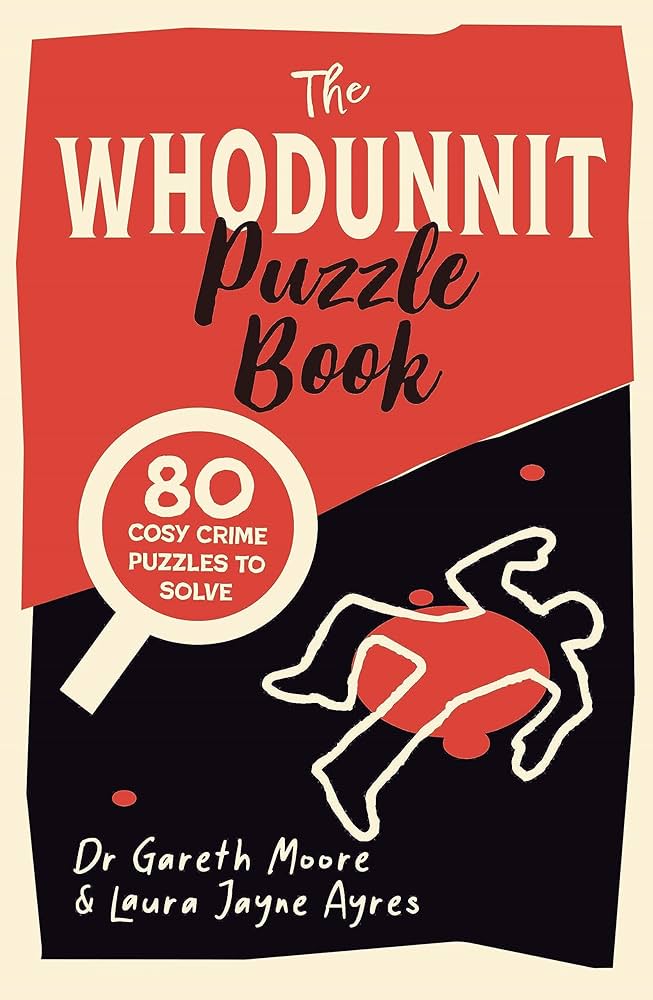 The
WHODUNNIT
Puzzle
Book
80
COSY CRIME
PUZZLES TO
SOLVE
Dr Gareth Moore
& Laura Jayne Ayres